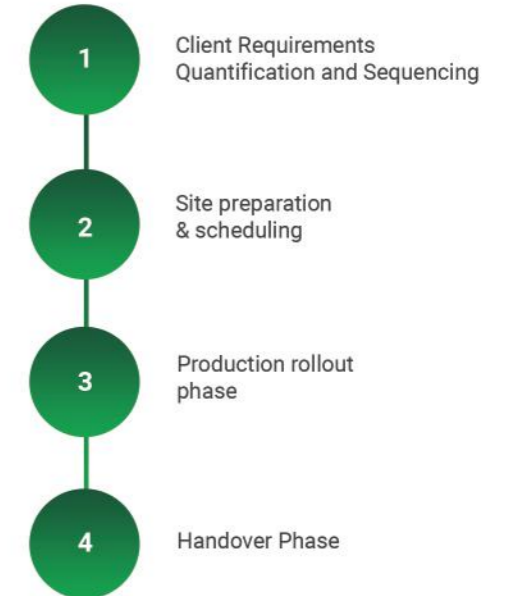 1
Client Requirements
Quantification and Sequencing
2
Site preparation
& scheduling
3
Production rollout
phase
4
Handover Phase